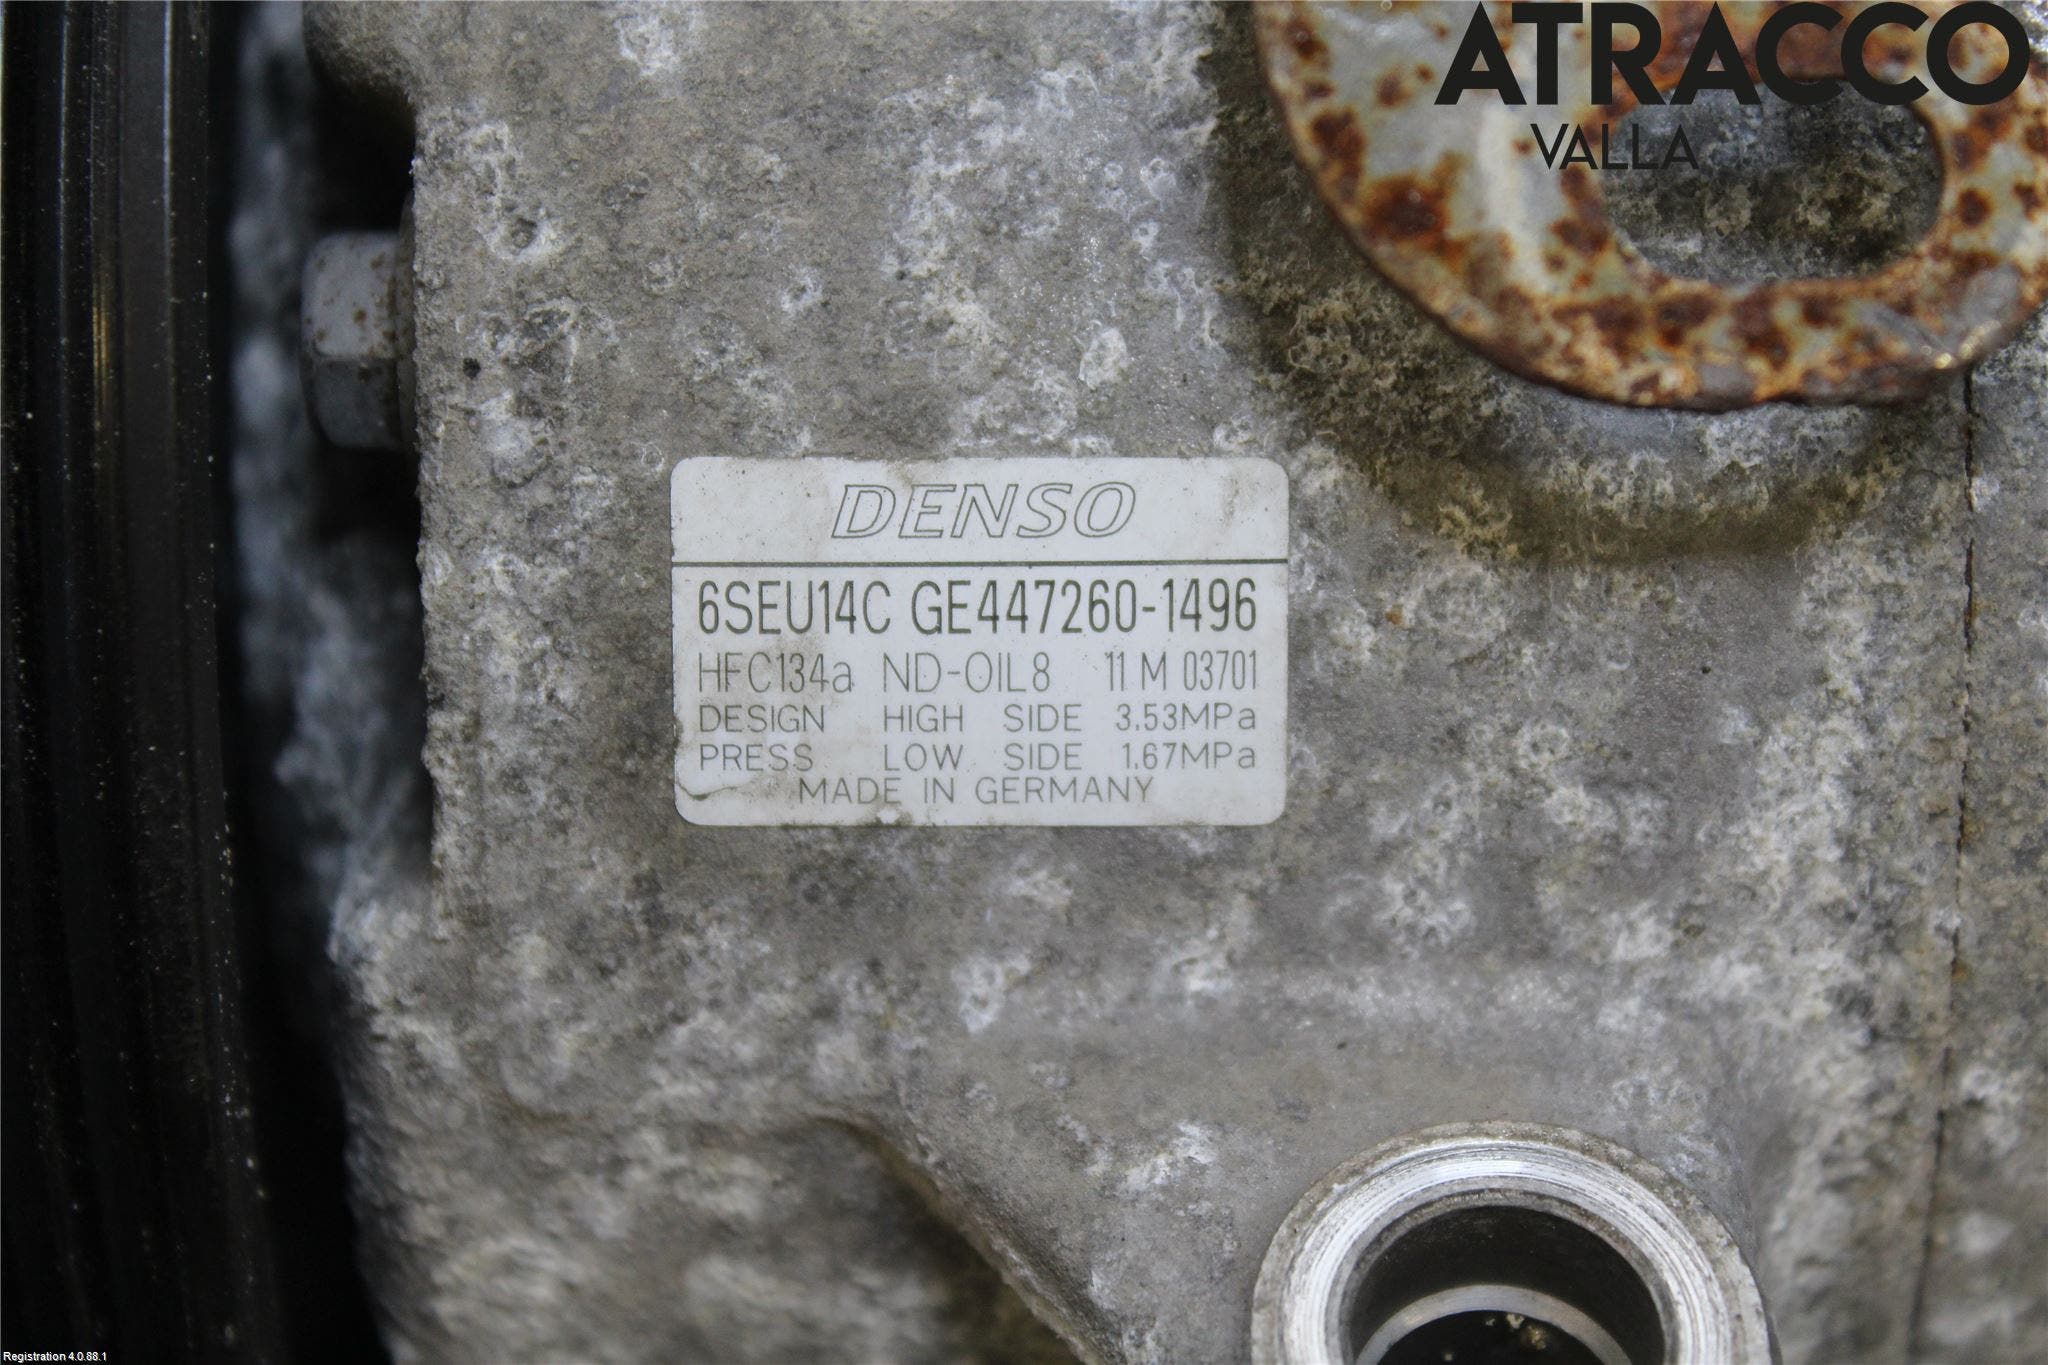 ATRACCO
VALLA
DENSO
6SEU14C GE447260-1496
HFC134a ND-OIL8 11 M 03701
DESIGN HIGH SIDE 3.53MPa
PRESS LOW SIDE 1.67MPa
MADE IN GERMANY
Registration 4.0.88.1